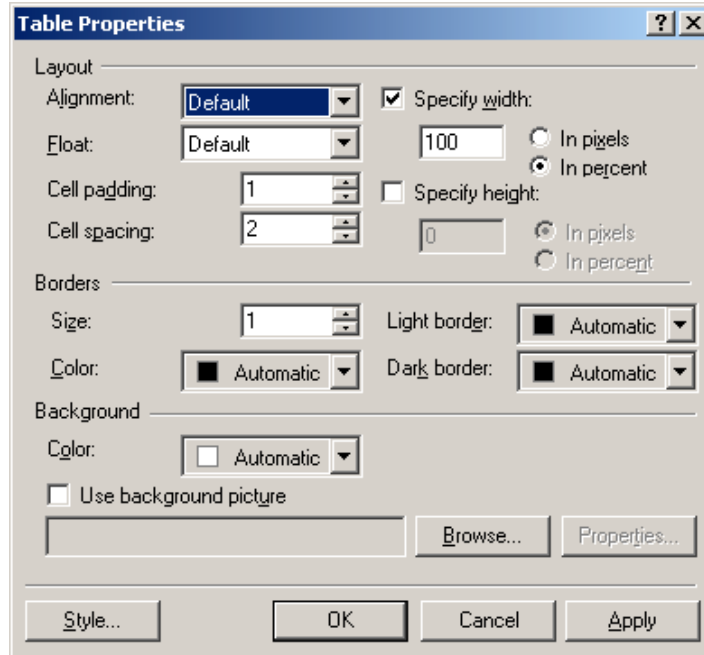 Table Properties
Layout
Alignment: Default Specify width:
Float: Default 100 In pixels
In percent
Cell padding: 1 Specify height:
Cell spacing: 2 0 In pixels
In percent
Borders
Size: 1 Light border: Automatic
Color: Automatic Dark border: Automatic
Background
Color: Automatic
Use background picture
Browse... Properties...
Style... OK Cancel Apply